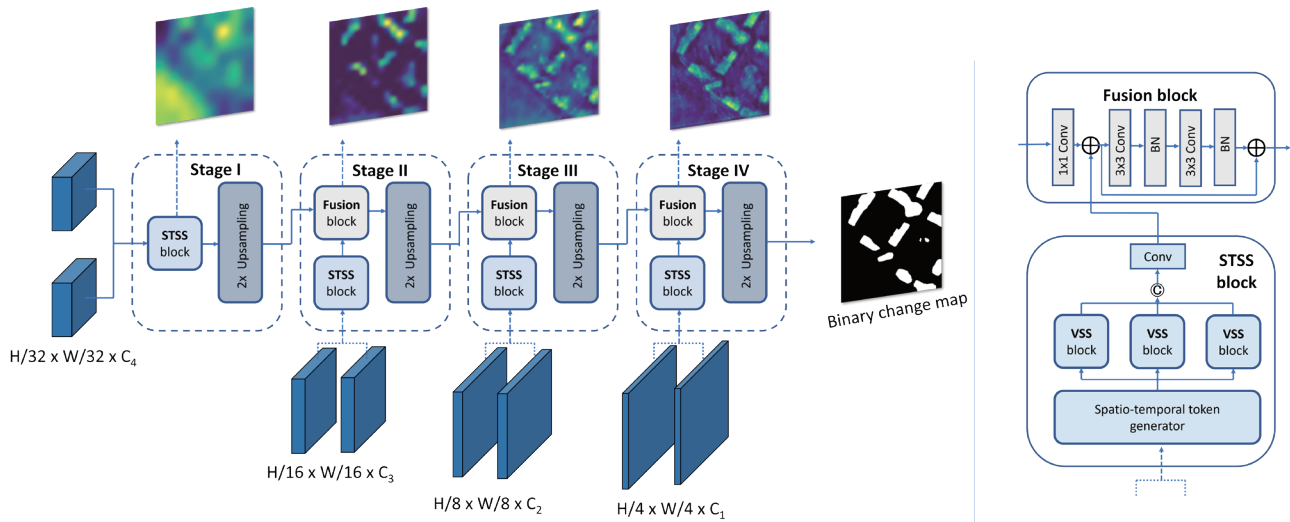 Stage I
STSS
block
2x Upsampling
H/32 x W/32 x C4
Stage II
Fusion
block
STSS
block
2x Upsampling
H/16 x W/16 x C3
Stage III
Fusion
block
STSS
block
2x Upsampling
H/8 x W/8 x C2
Stage IV
Fusion
block
STSS
block
2x Upsampling
H/4 x W/4 x C1
Binary change map
Fusion block
1x1 Conv
3x3 Conv
BN
3x3 Conv
BN
STSS
block
Conv
©
VSS
block
VSS
block
VSS
block
Spatio-temporal token
generator